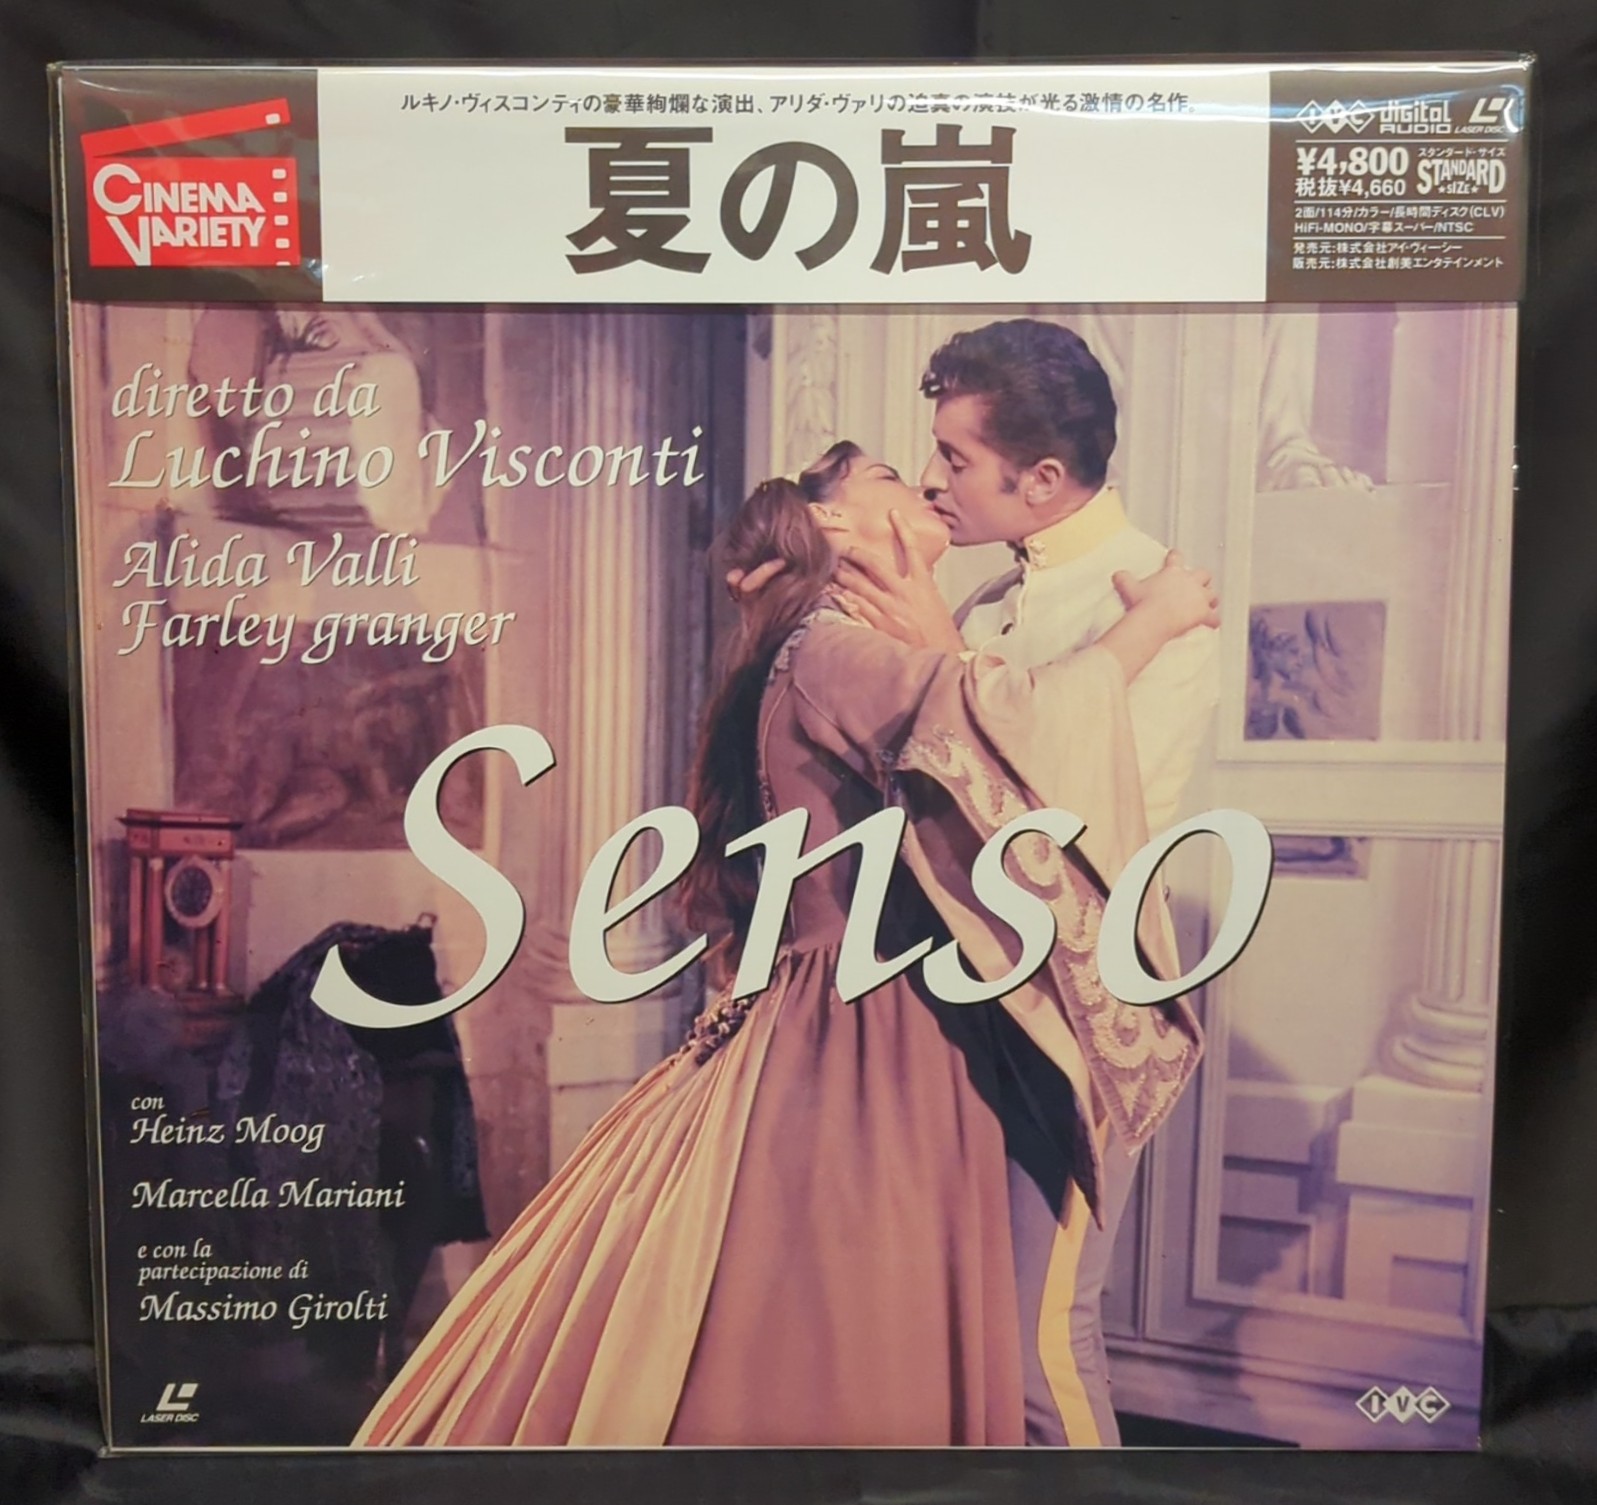 ルキノ・ヴィスコンティの豪華絢爛な演出、アリダ・ヴァリの迫真の演技が光る激情の名作。
CINEMA
VARIETY
夏の嵐
IVC digital AUDIO LASER DISC
¥4,800
税抜¥4,660
スタンダード・サイズ
STANDARD
★SIZE★
2面/114分/カラー/長時間ディスク(CLV)
HiFi-MONO/字幕スーパー/NTSC
発売元:株式会社アイ・ヴィー・シー
販売元:株式会社創美エンタテインメント
diretto da
Luchino Visconti
Alida Valli
Farley granger
Senso
con
Heinz Moog
Marcella Mariani
e con la
partecipazione di
Massimo Girolti
LASER DISC
IVC